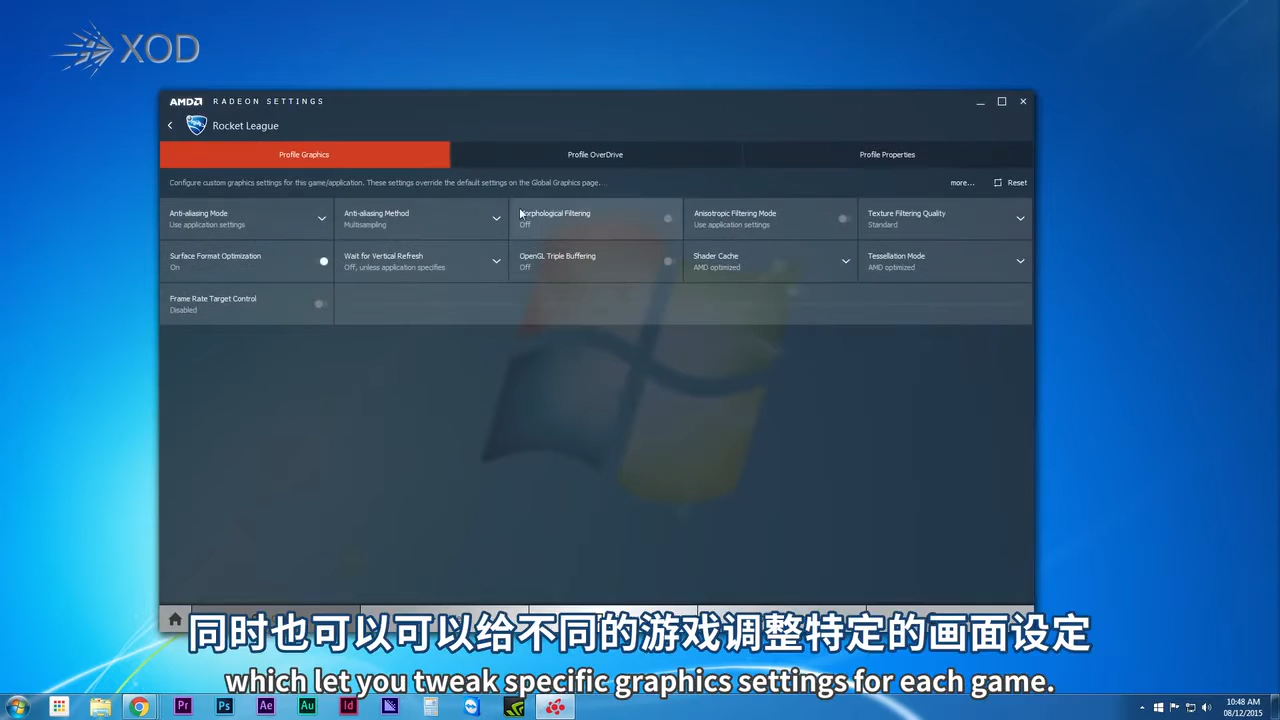 XOD
AMD RADEON SETTINGS
Rocket League
Profile Graphics
Profile OverDrive
Profile Properties
Configure custom graphics settings for this game/application. These settings override the default settings on the Global Graphics page....
more...
Reset
Anti-aliasing Mode
Use application settings
Anti-aliasing Method
Multisampling
Morphological Filtering
Off
Anisotropic Filtering Mode
Use application settings
Texture Filtering Quality
Standard
Surface Format Optimization
On
Wait for Vertical Refresh
Off, unless application specifies
OpenGL Triple Buffering
Off
Shader Cache
AMD optimized
Tessellation Mode
AMD optimized
Frame Rate Target Control
Disabled
同时也可以可以给不同的游戏调整特定的画面设定
which let you tweak specific graphics settings for each game.
Pr
Ps
Ae
Au
Id
10:48 AM
08/12/2015